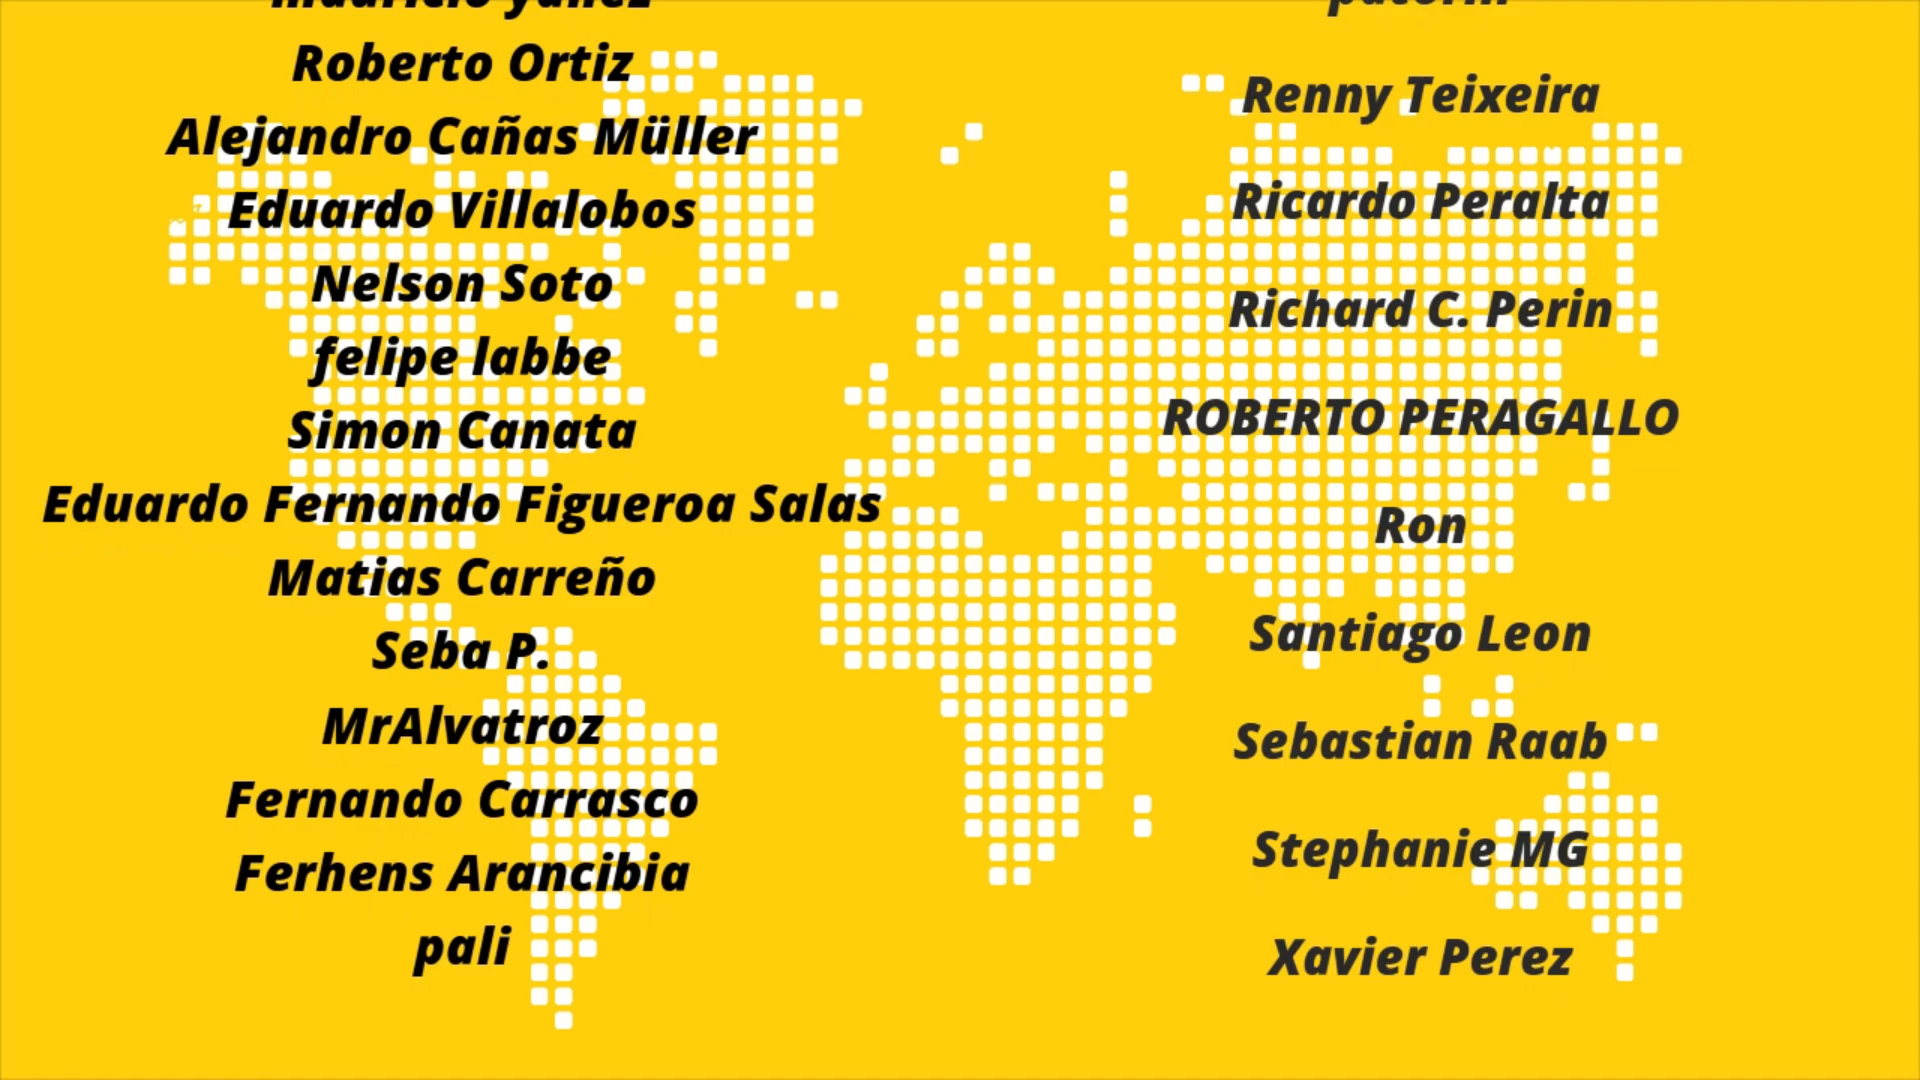 mauricio yañez
Roberto Ortiz
Alejandro Cañas Müller
Eduardo Villalobos
Nelson Soto
felipe labbe
Simon Canata
Eduardo Fernando Figueroa Salas
Matias Carreño
Seba P.
MrAlvatroz
Fernando Carrasco
Ferhens Arancibia
pali
Renny Teixeira
Ricardo Peralta
Richard C. Perin
ROBERTO PERAGALLO
Ron
Santiago Leon
Sebastian Raab
Stephanie MG
Xavier Perez